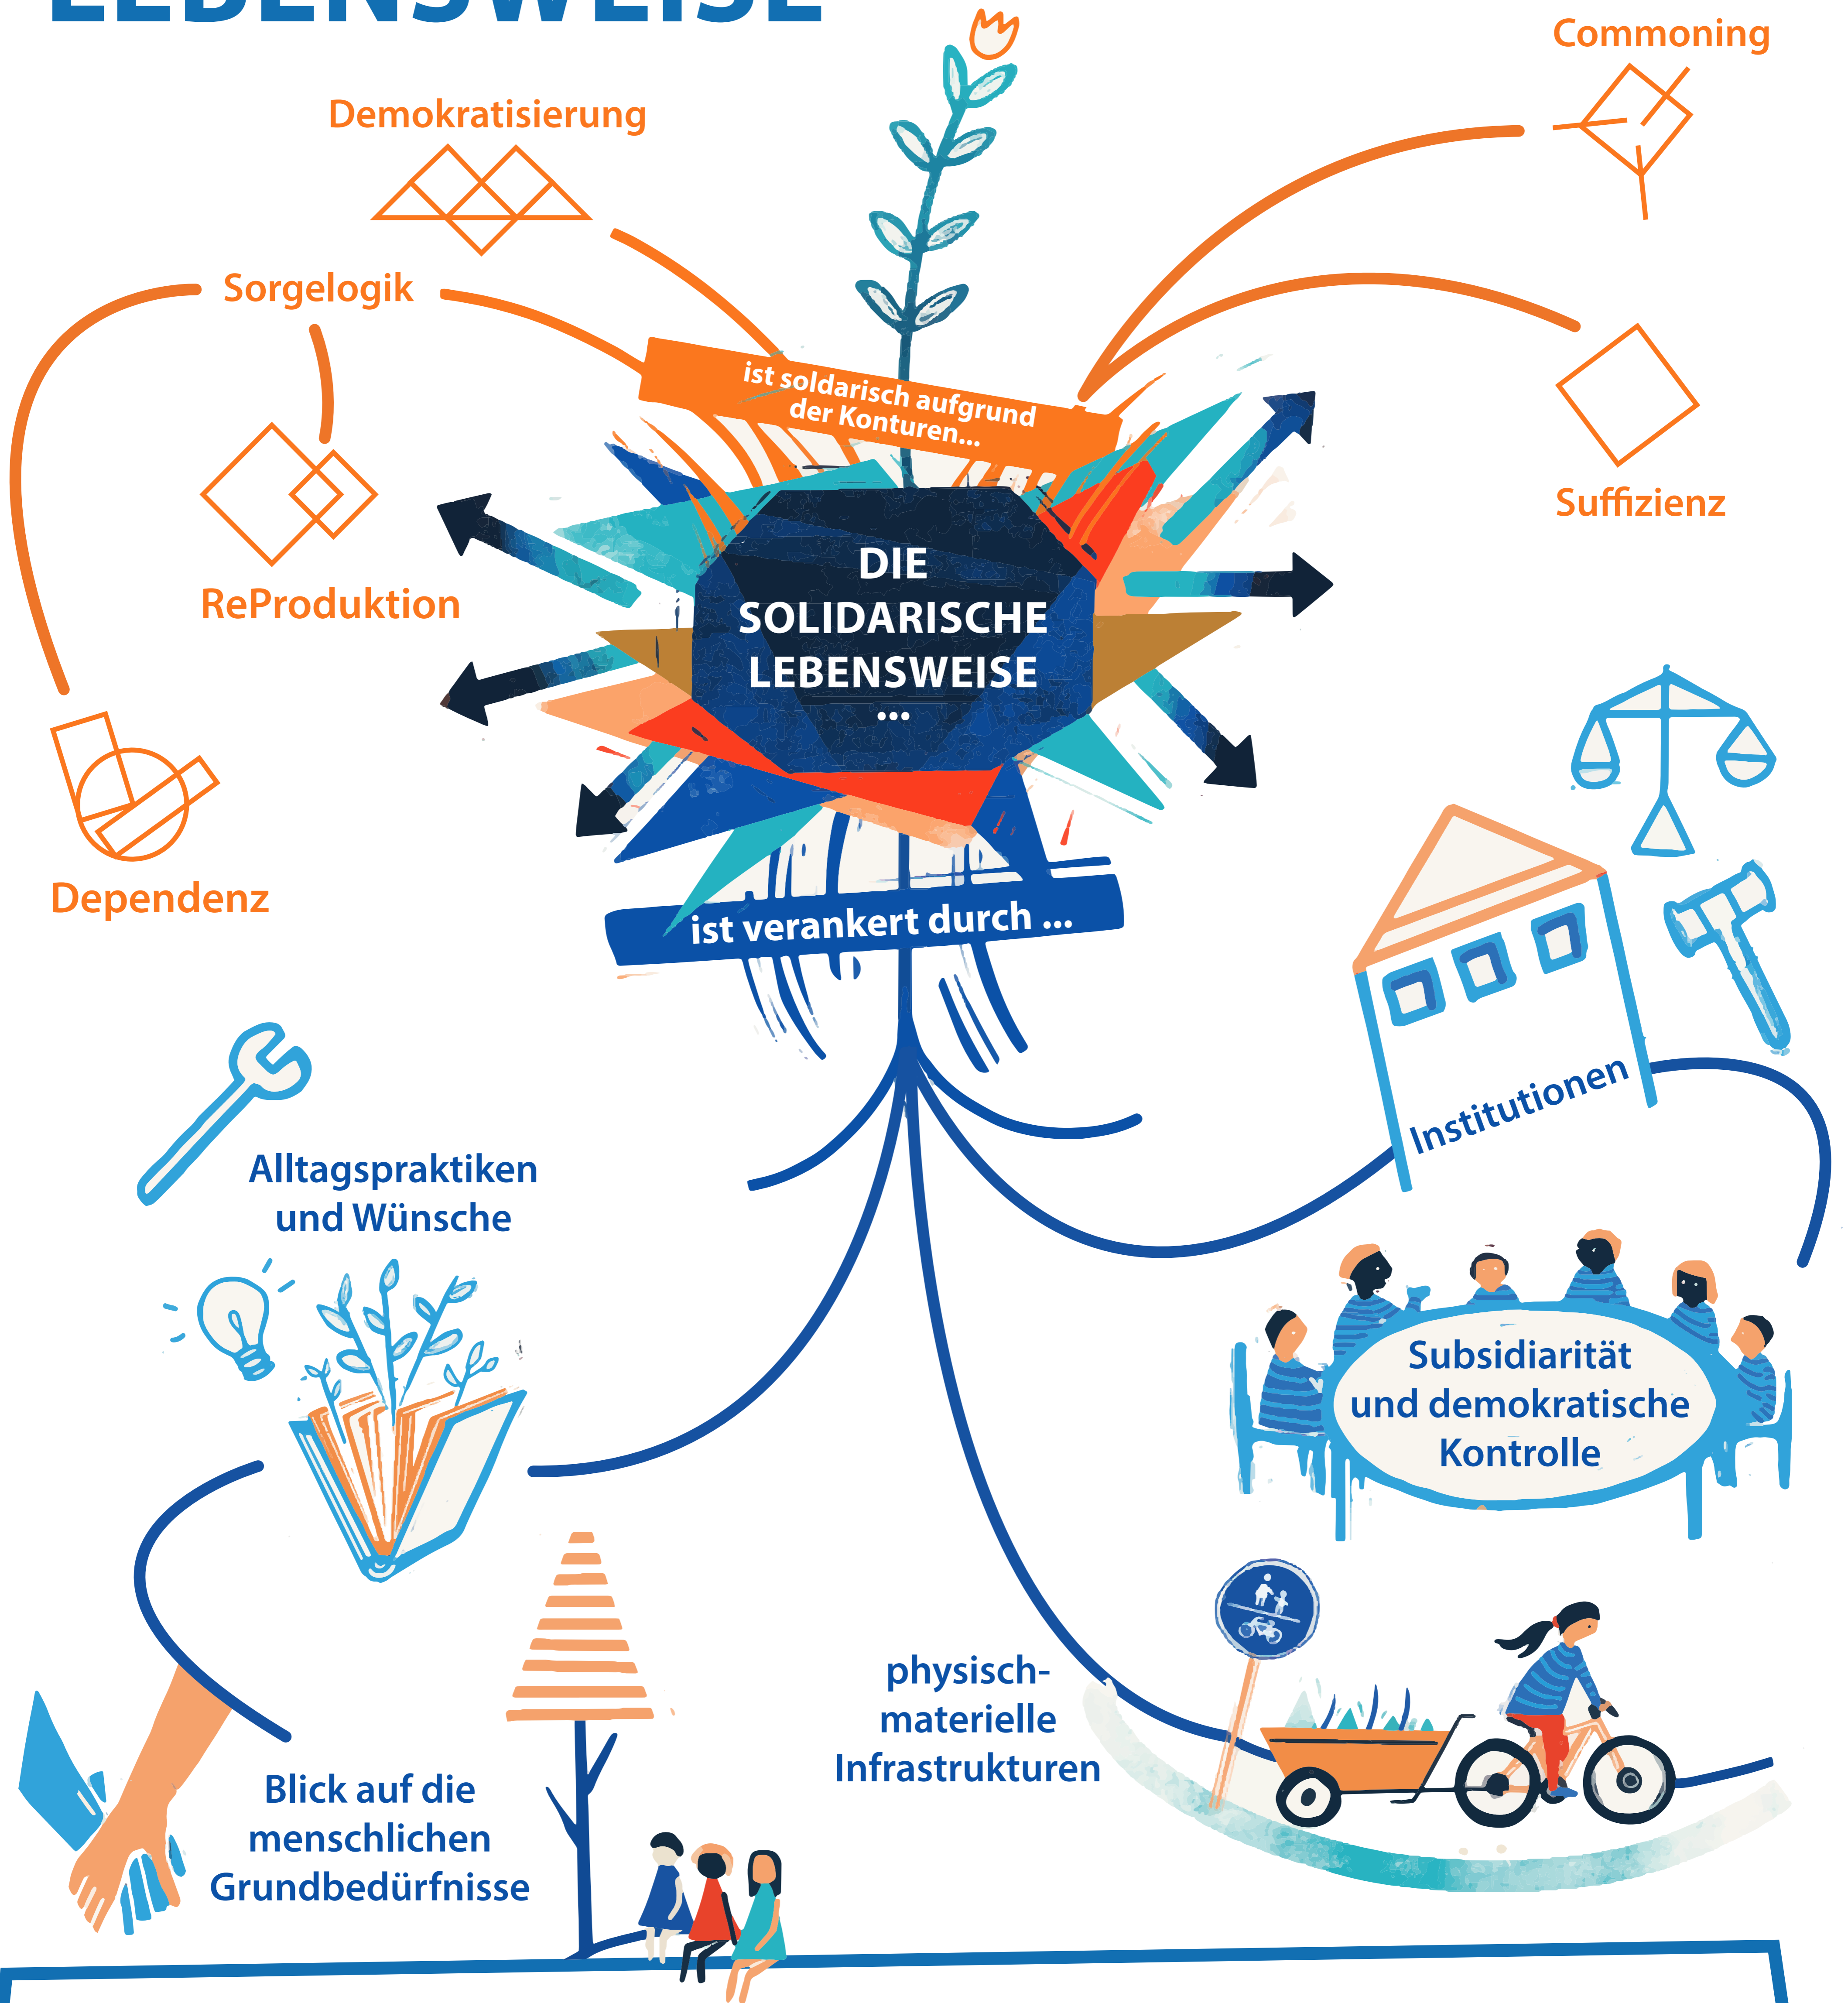 LEBENSWEISE
Commoning
Demokratisierung
Sorgelogik
ist soldarisch aufgrund
der Konturen...
Suffizienz
DIE
SOLIDARISCHE
LEBENSWEISE
...
ReProduktion
Dependenz
ist verankert durch ...
Institutionen
Alltagspraktiken
und Wünsche
Subsidiarität
und demokratische
Kontrolle
physisch-
materielle
Infrastrukturen
Blick auf die
menschlichen
Grundbedürfnisse